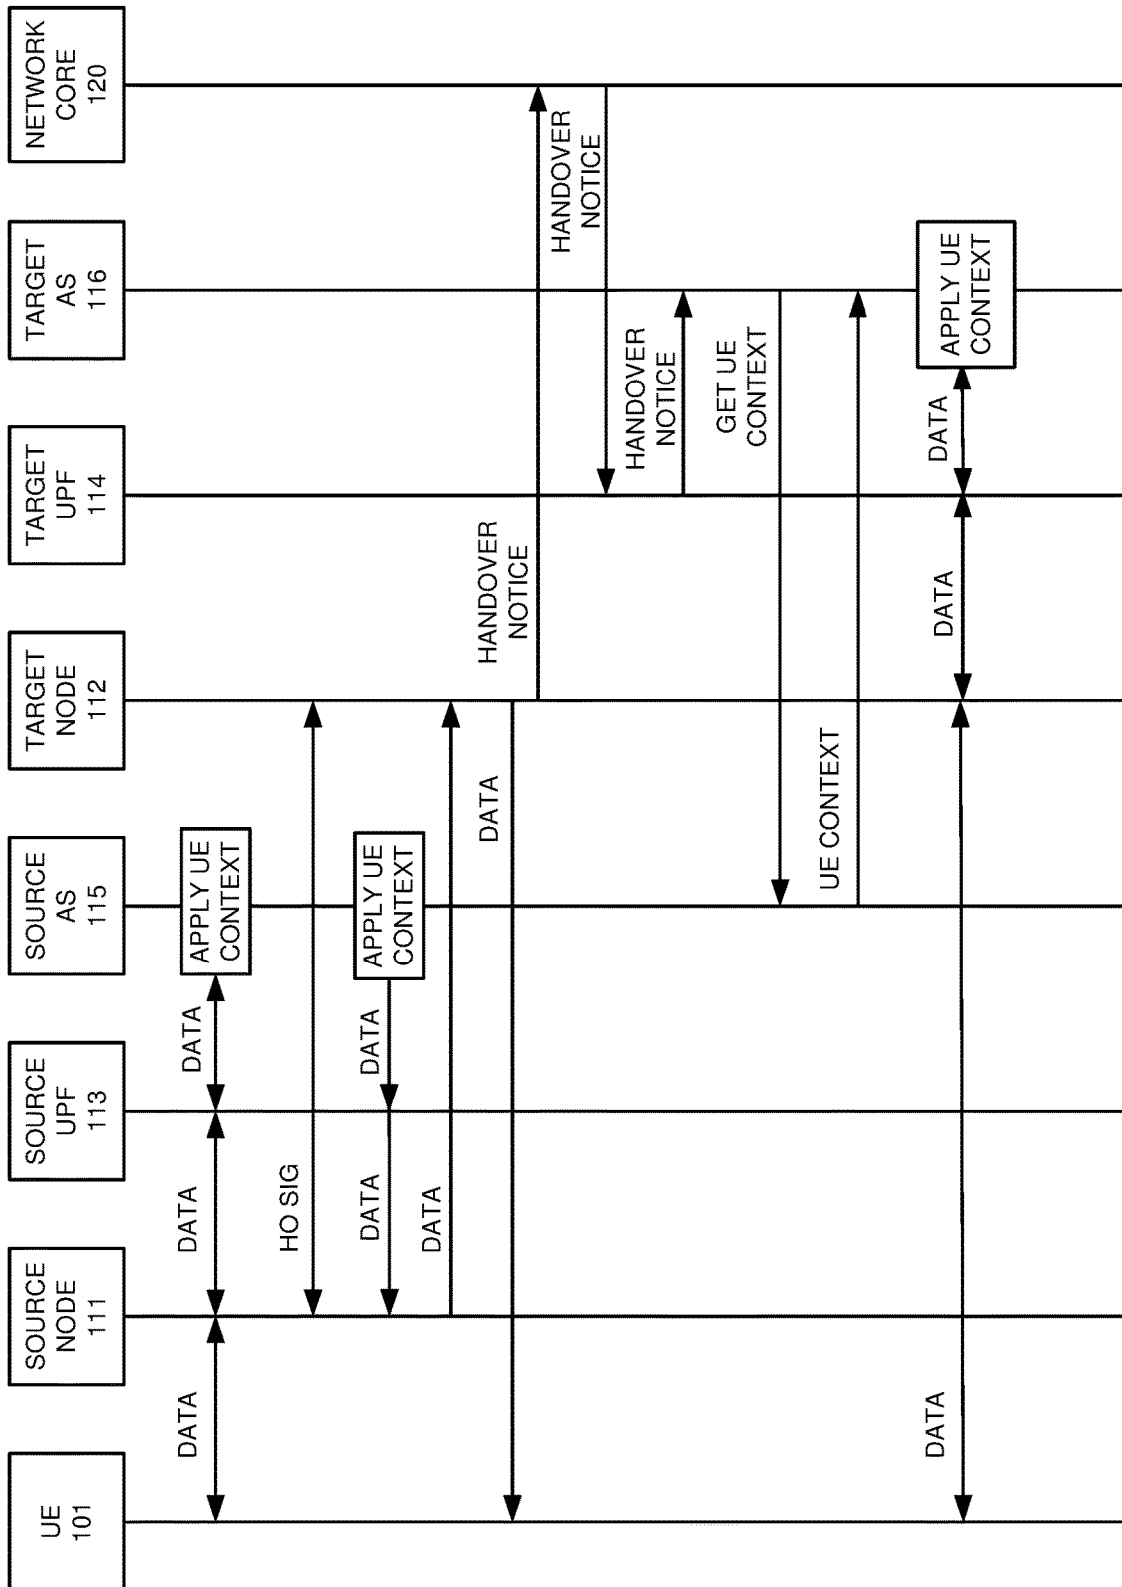 UE
101
SOURCE
NODE
111
SOURCE
UPF
113
SOURCE
AS
115
TARGET
NODE
112
TARGET
UPF
114
TARGET
AS
116
NETWORK
CORE
120
DATA
DATA
DATA
APPLY UE
CONTEXT
HO SIG
DATA
DATA
APPLY UE
CONTEXT
DATA
DATA
HANDOVER
NOTICE
HANDOVER
NOTICE
HANDOVER
NOTICE
GET UE
CONTEXT
UE CONTEXT
DATA
DATA
DATA
APPLY UE
CONTEXT